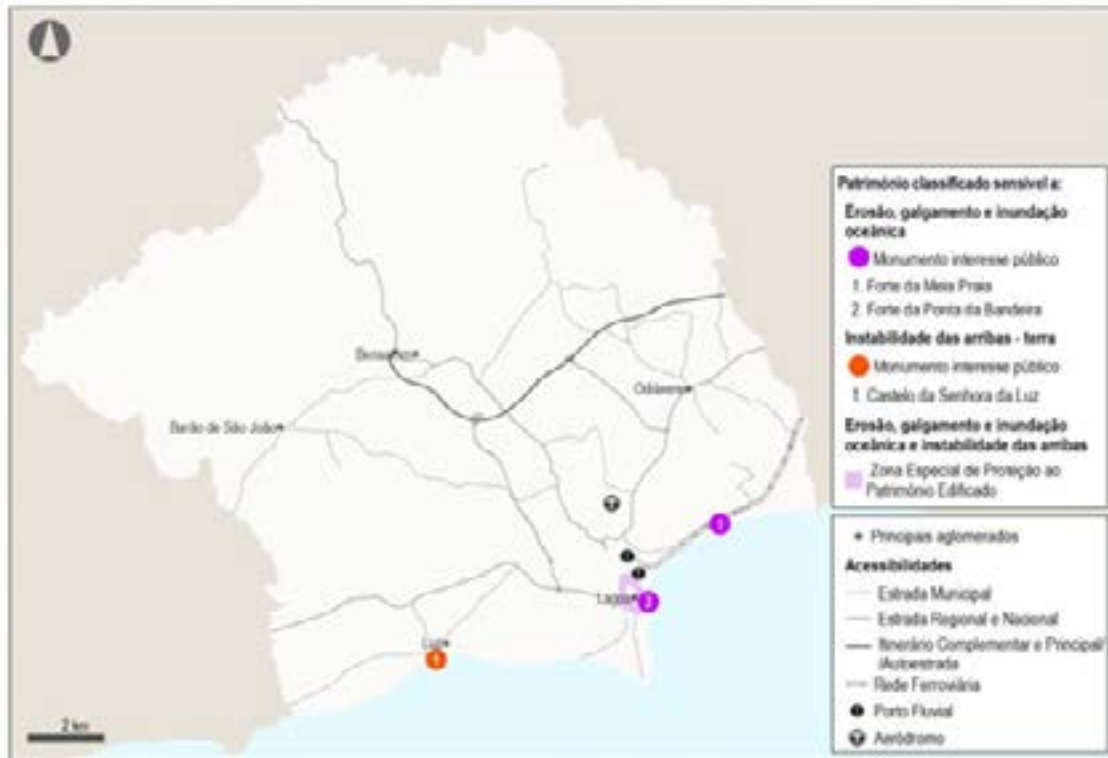 Bensafrim
Odiáxere
Barão de São João
1
Lagos
2
Luz
1
2 km
Património classificado sensível a:
Erosão, galgamento e inundação
oceânica
Monumento interesse público
1. Forte da Meia Praia
2. Forte da Ponta da Bandeira
Instabilidade das arribas - terra
Monumento interesse público
1. Castelo da Senhora da Luz
Erosão, galgamento e inundação
oceânica e instabilidade das arribas
Zona Especial de Proteção ao
Património Edificado
Principais aglomerados
Acessibilidades
Estrada Municipal
Estrada Regional e Nacional
Itinerário Complementar e Principal/
/Autoestrada
Rede Ferroviária
Porto Fluvial
Aeródromo